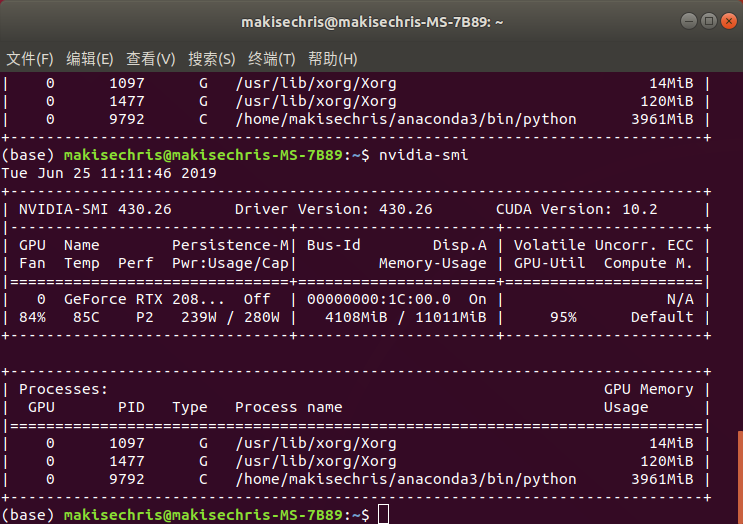 makisechris@makisechris-MS-7B89: ~
文件(F) 编辑(E) 查看(V) 搜索(S) 终端(T) 帮助(H)
|    0      1097      G   /usr/lib/xorg/Xorg                            14MiB |
|    0      1477      G   /usr/lib/xorg/Xorg                           120MiB |
|    0      9792      C   /home/makisechris/anaconda3/bin/python      3961MiB |
+-----------------------------------------------------------------------------+
(base) makisechris@makisechris-MS-7B89:~$ nvidia-smi
Tue Jun 25 11:11:46 2019
+-----------------------------------------------------------------------------+
| NVIDIA-SMI 430.26       Driver Version: 430.26       CUDA Version: 10.2     |
|-------------------------------+----------------------+----------------------+
| GPU  Name        Persistence-M| Bus-Id        Disp.A | Volatile Uncorr. ECC |
| Fan  Temp  Perf  Pwr:Usage/Cap|         Memory-Usage | GPU-Util  Compute M. |
|===============================+======================+======================|
|   0  GeForce RTX 208...  Off  | 00000000:1C:00.0  On |                  N/A |
| 84%   85C    P2   239W / 280W |   4108MiB / 11011MiB |     95%      Default |
+-------------------------------+----------------------+----------------------+
+-----------------------------------------------------------------------------+
| Processes:                                                       GPU Memory |
|  GPU       PID   Type   Process name                             Usage      |
|=============================================================================|
|    0      1097      G   /usr/lib/xorg/Xorg                            14MiB |
|    0      1477      G   /usr/lib/xorg/Xorg                           120MiB |
|    0      9792      C   /home/makisechris/anaconda3/bin/python      3961MiB |
+-----------------------------------------------------------------------------+
(base) makisechris@makisechris-MS-7B89:~$